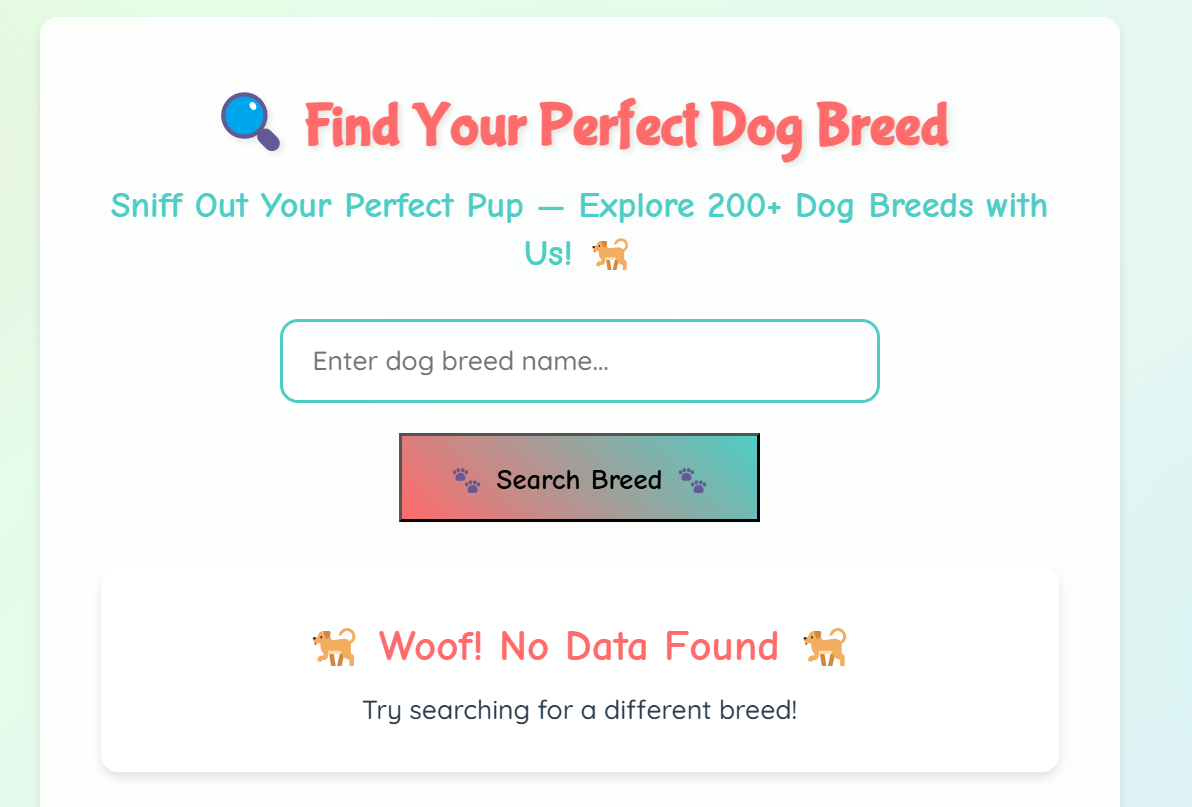 🔍 Find Your Perfect Dog Breed
Sniff Out Your Perfect Pup — Explore 200+ Dog Breeds with
Us! 🐕
Enter dog breed name...
🐾 Search Breed 🐾
🐕 Woof! No Data Found 🐕
Try searching for a different breed!